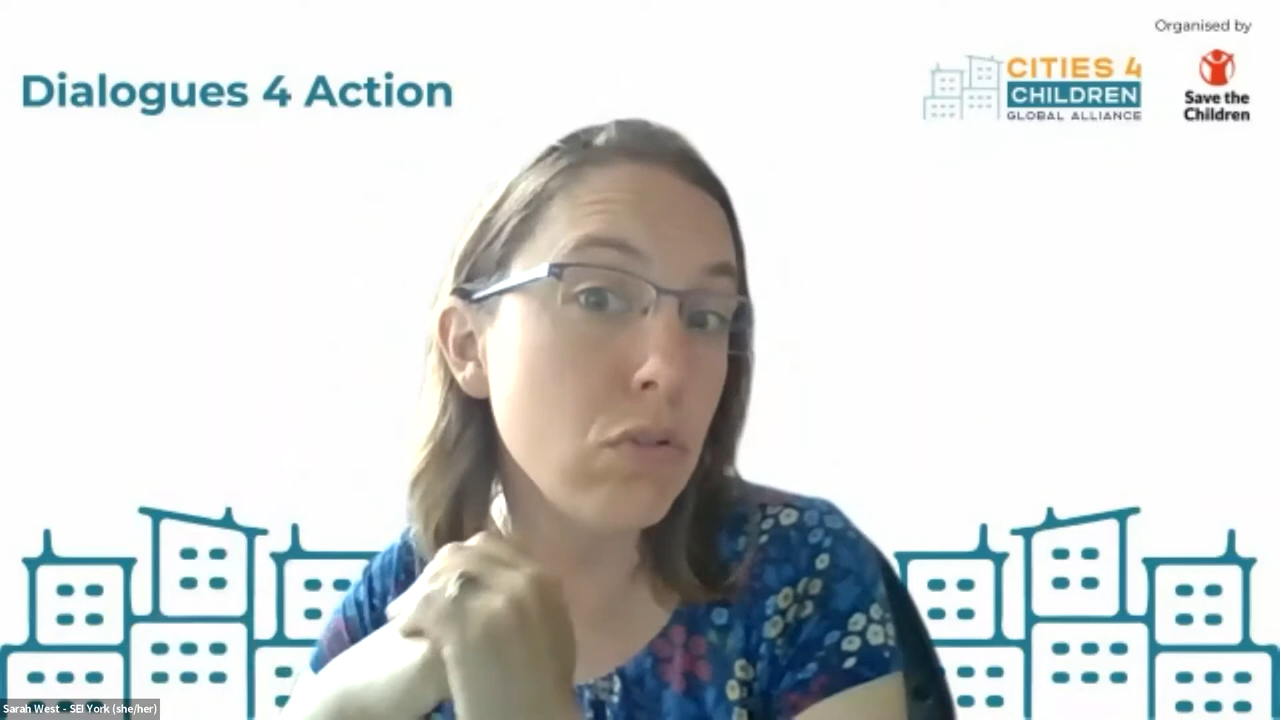 Organised by
Dialogues 4 Action
CITIES 4
CHILDREN
GLOBAL ALLIANCE
Save the
Children
Sarah West - SEI York (she/her)